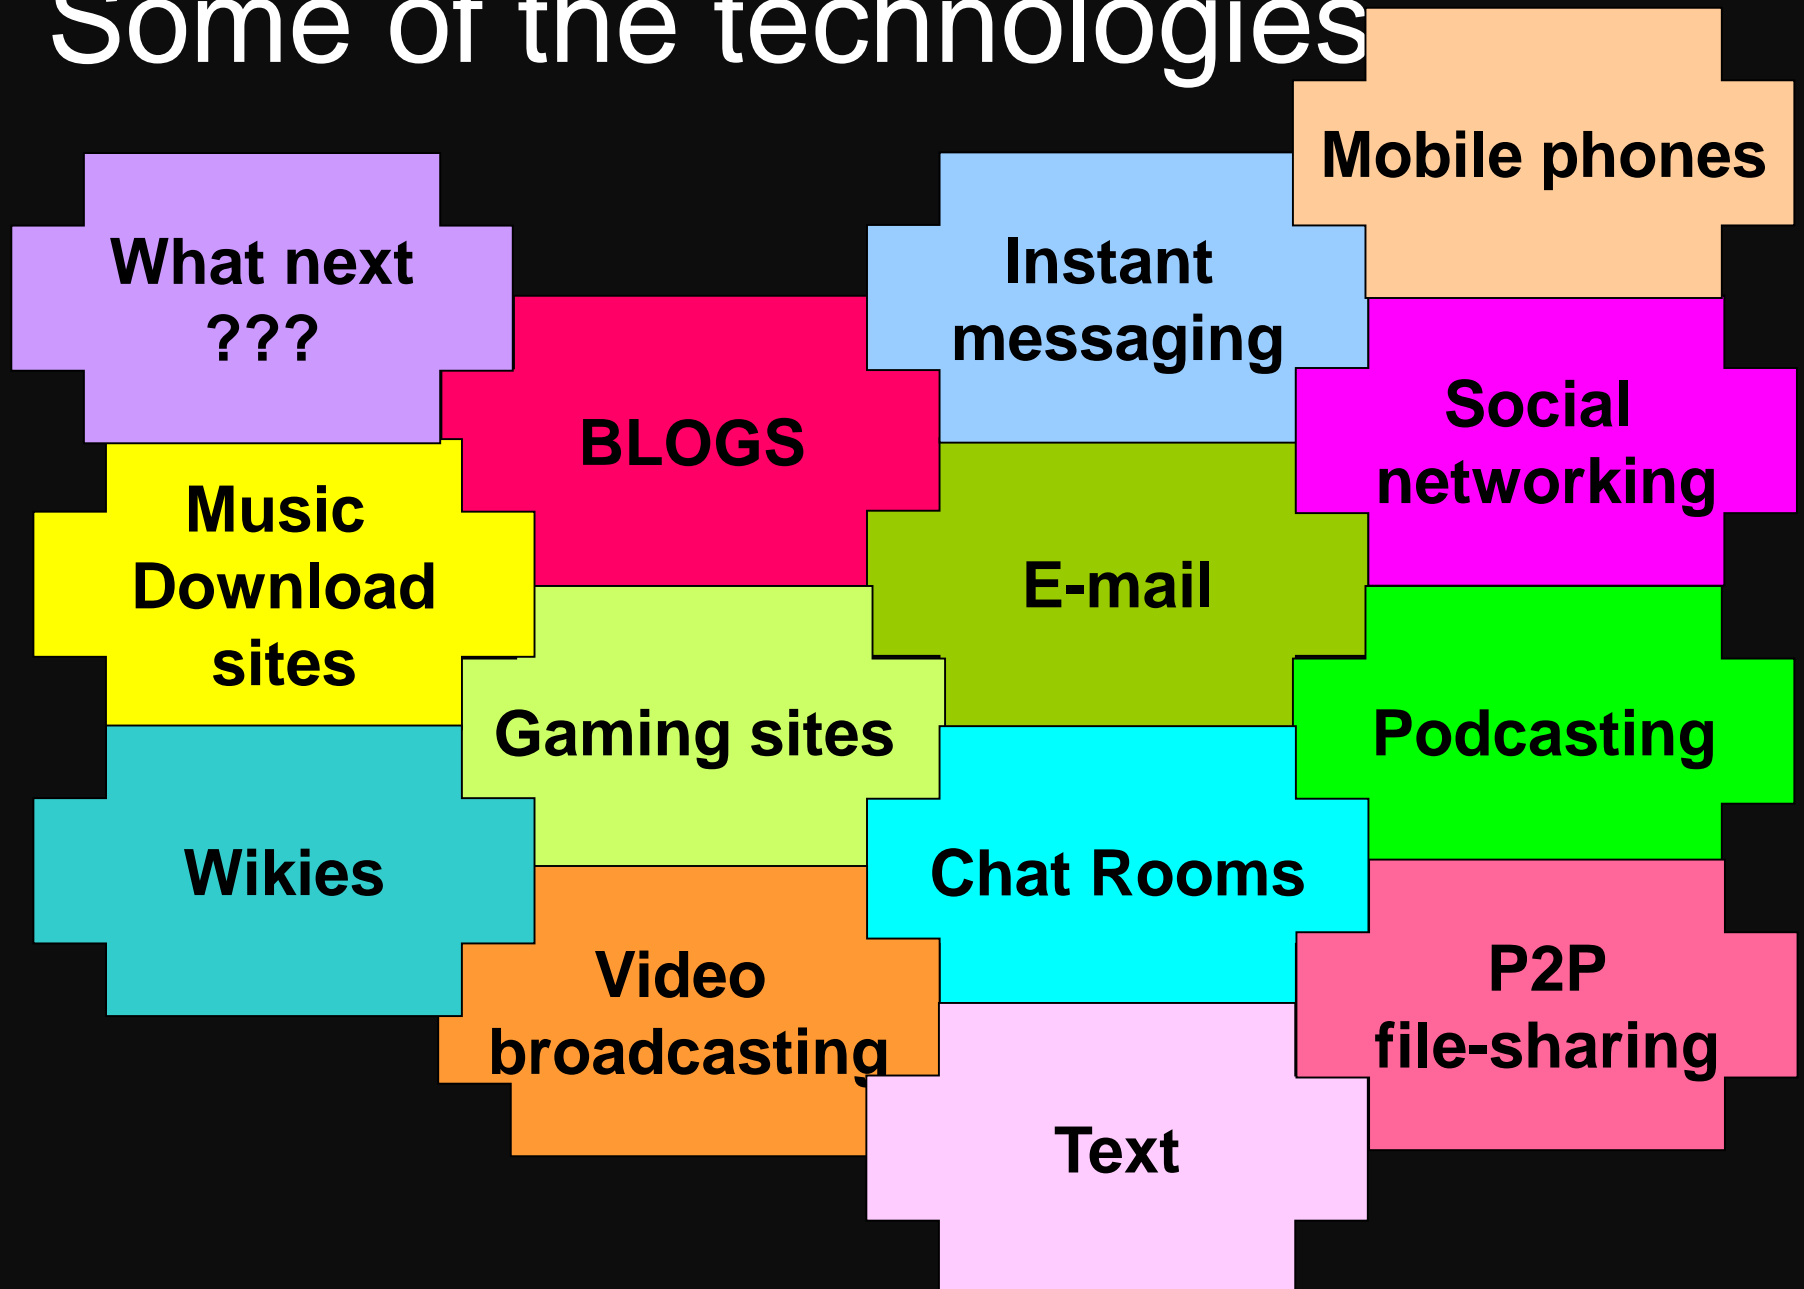 Some of the technologies
Mobile phones
What next
???
Instant
messaging
BLOGS
Social
networking
Music
Download
sites
E-mail
Gaming sites
Podcasting
Wikies
Chat Rooms
Video
broadcasting
P2P
file-sharing
Text